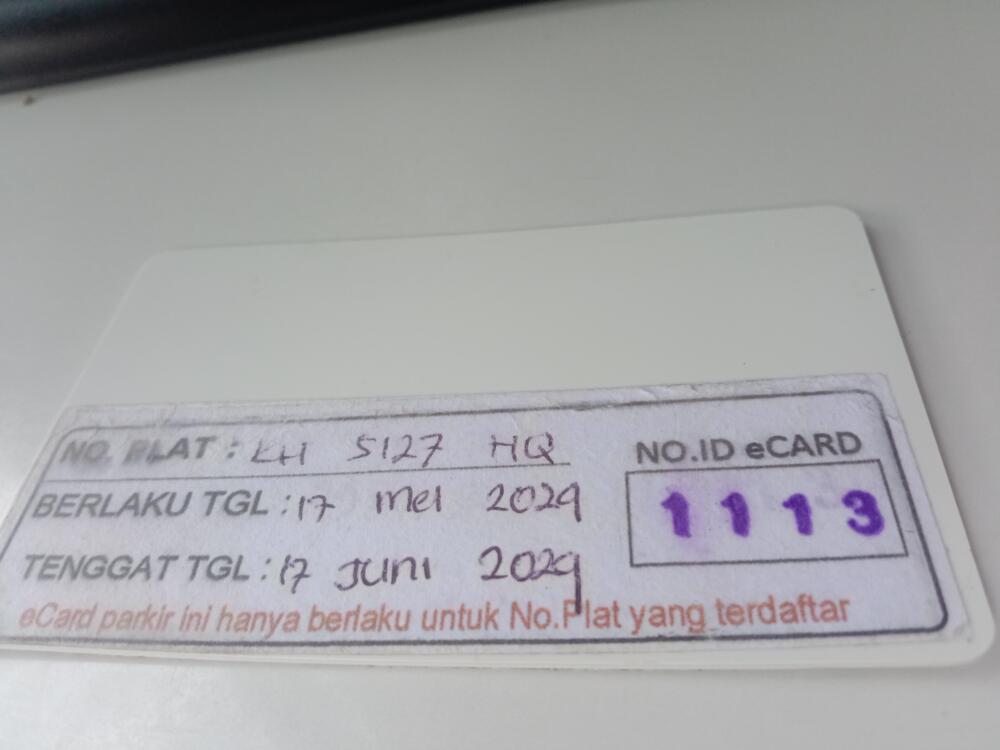 NO. PLAT : KH 5127 HQ
NO.ID eCARD
BERLAKU TGL : 17 mei 2029
1113
TENGGAT TGL : 17 Juni 2029
eCard parkir ini hanya berlaku untuk No.Plat yang terdaftar